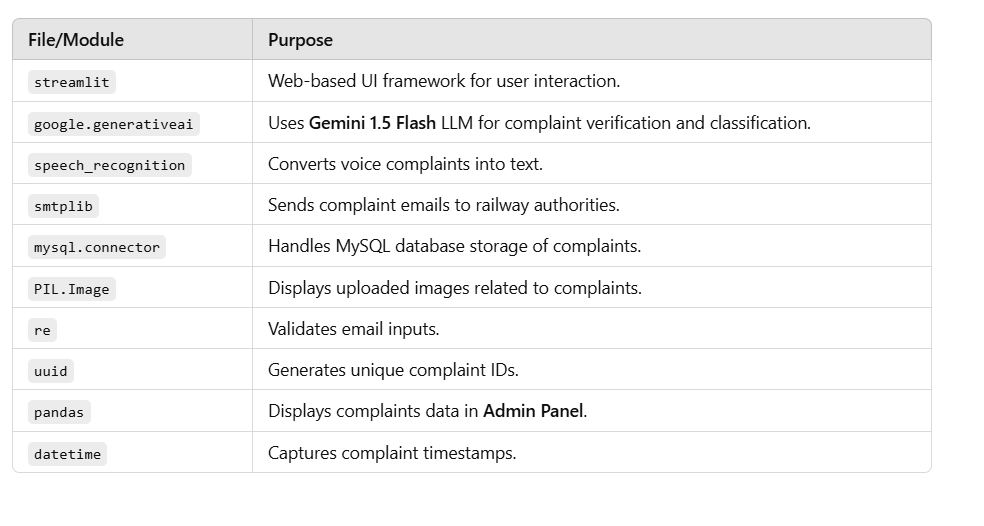 File/Module Purpose
streamlit Web-based UI framework for user interaction.
google.generativeai Uses Gemini 1.5 Flash LLM for complaint verification and classification.
speech_recognition Converts voice complaints into text.
smtplib Sends complaint emails to railway authorities.
mysql.connector Handles MySQL database storage of complaints.
PIL.Image Displays uploaded images related to complaints.
re Validates email inputs.
uuid Generates unique complaint IDs.
pandas Displays complaints data in Admin Panel.
datetime Captures complaint timestamps.